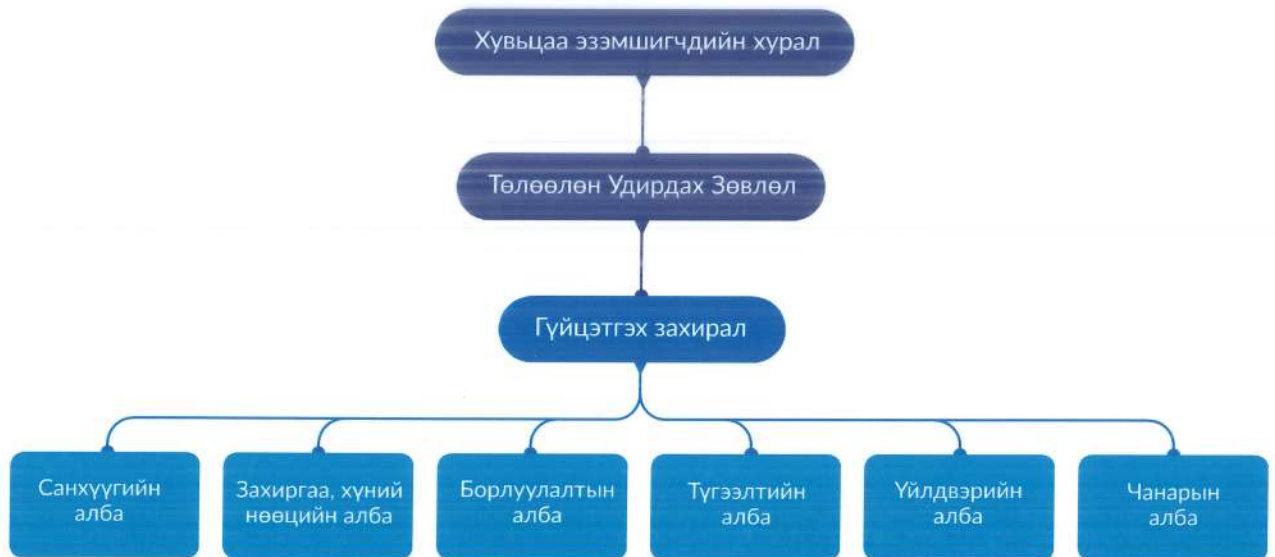 Хувьцаа эзэмшигчдийн хурал
Төлөөлөн Удирдах Зөвлөл
Гүйцэтгэх захирал
Санхүүгийн
алба
Захиргаа, хүний
нөөцийн алба
Борлуулалтын
алба
Түгээлтийн
алба
Үйлдвэрийн
алба
Чанарын
алба